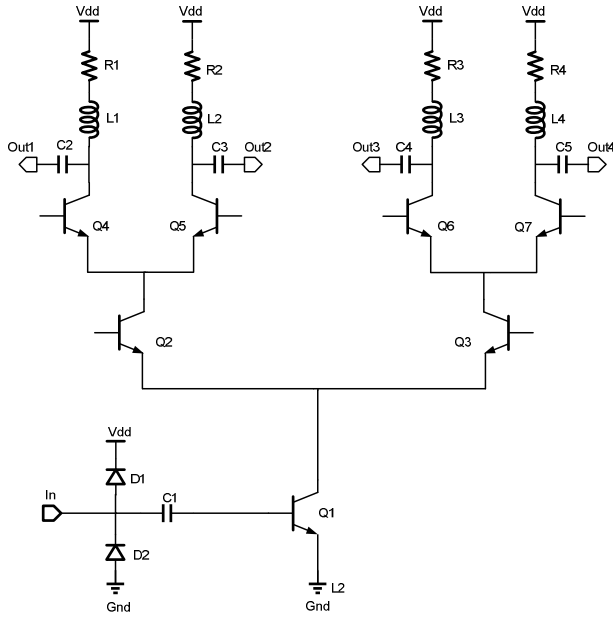 Vdd Vdd Vdd Vdd
R1 R2 R3 R4
L1 L2 L3 L4
Out1 C2 C3 Out2 Out3 C4 C5 Out4
Q4 Q5 Q6 Q7
Q2 Q3
Vdd
D1
In C1 Q1
D2
L2
Gnd Gnd